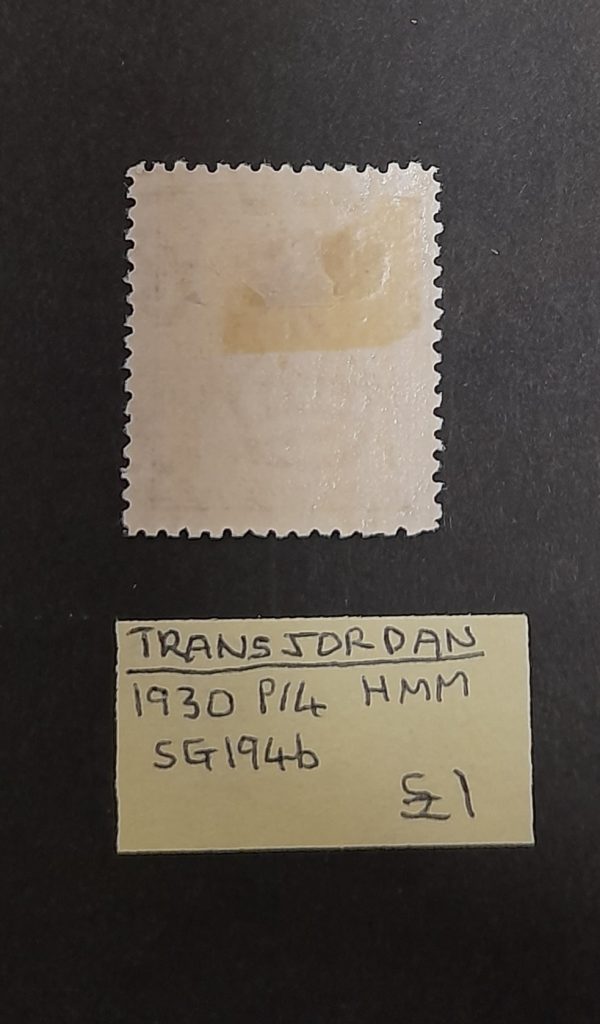 TRANSJORDAN
1930 P14 HMM
SG194b
£1